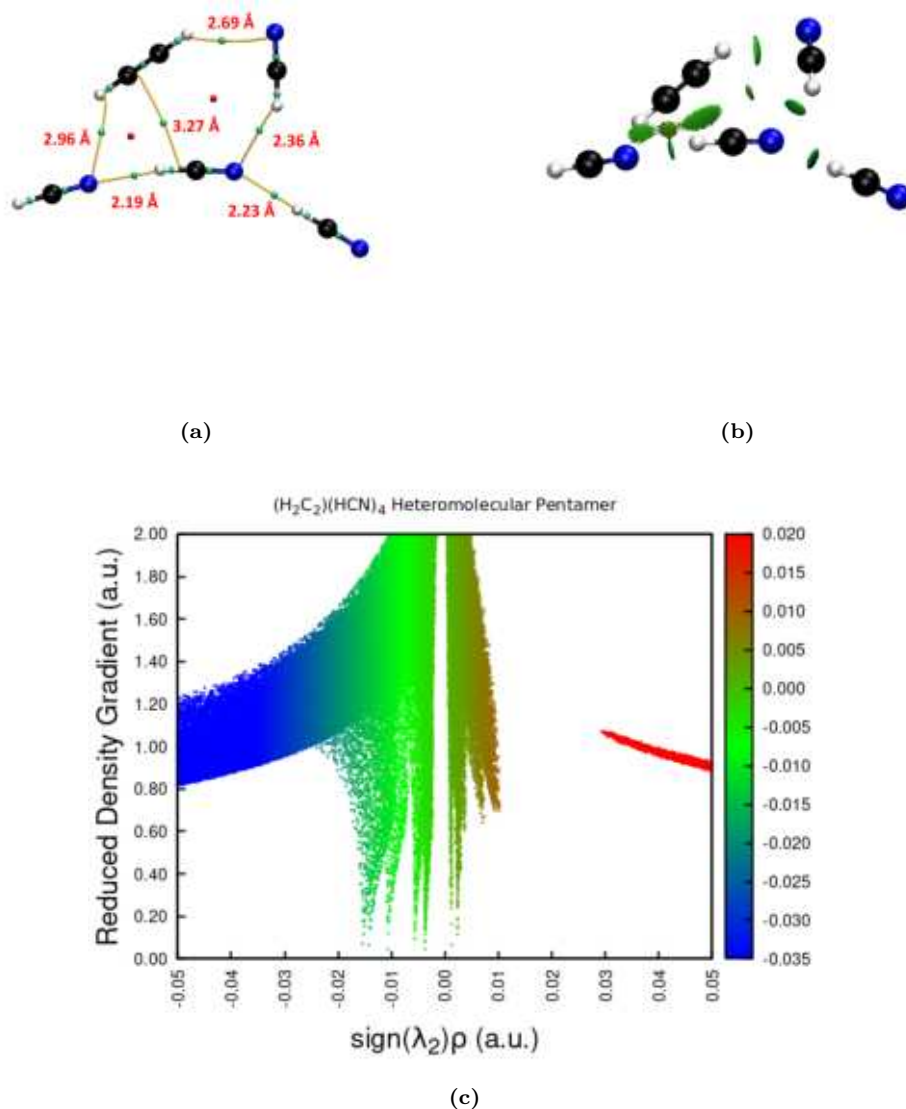 2.69 Å
2.96 Å
3.27 Å
2.36 Å
2.19 Å
2.23 Å
(a)
(b)
(H₂C₂)(HCN)₄ Heteromolecular Pentamer
Reduced Density Gradient (a.u.)
2.00
1.80
1.60
1.40
1.20
1.00
0.80
0.60
0.40
0.20
0.00
-0.05
-0.04
-0.03
-0.02
-0.01
0.00
0.01
0.02
0.03
0.04
0.05
sign(λ₂)ρ (a.u.)
0.020
0.015
0.010
0.005
0.000
-0.005
-0.010
-0.015
-0.020
-0.025
-0.030
-0.035
(c)